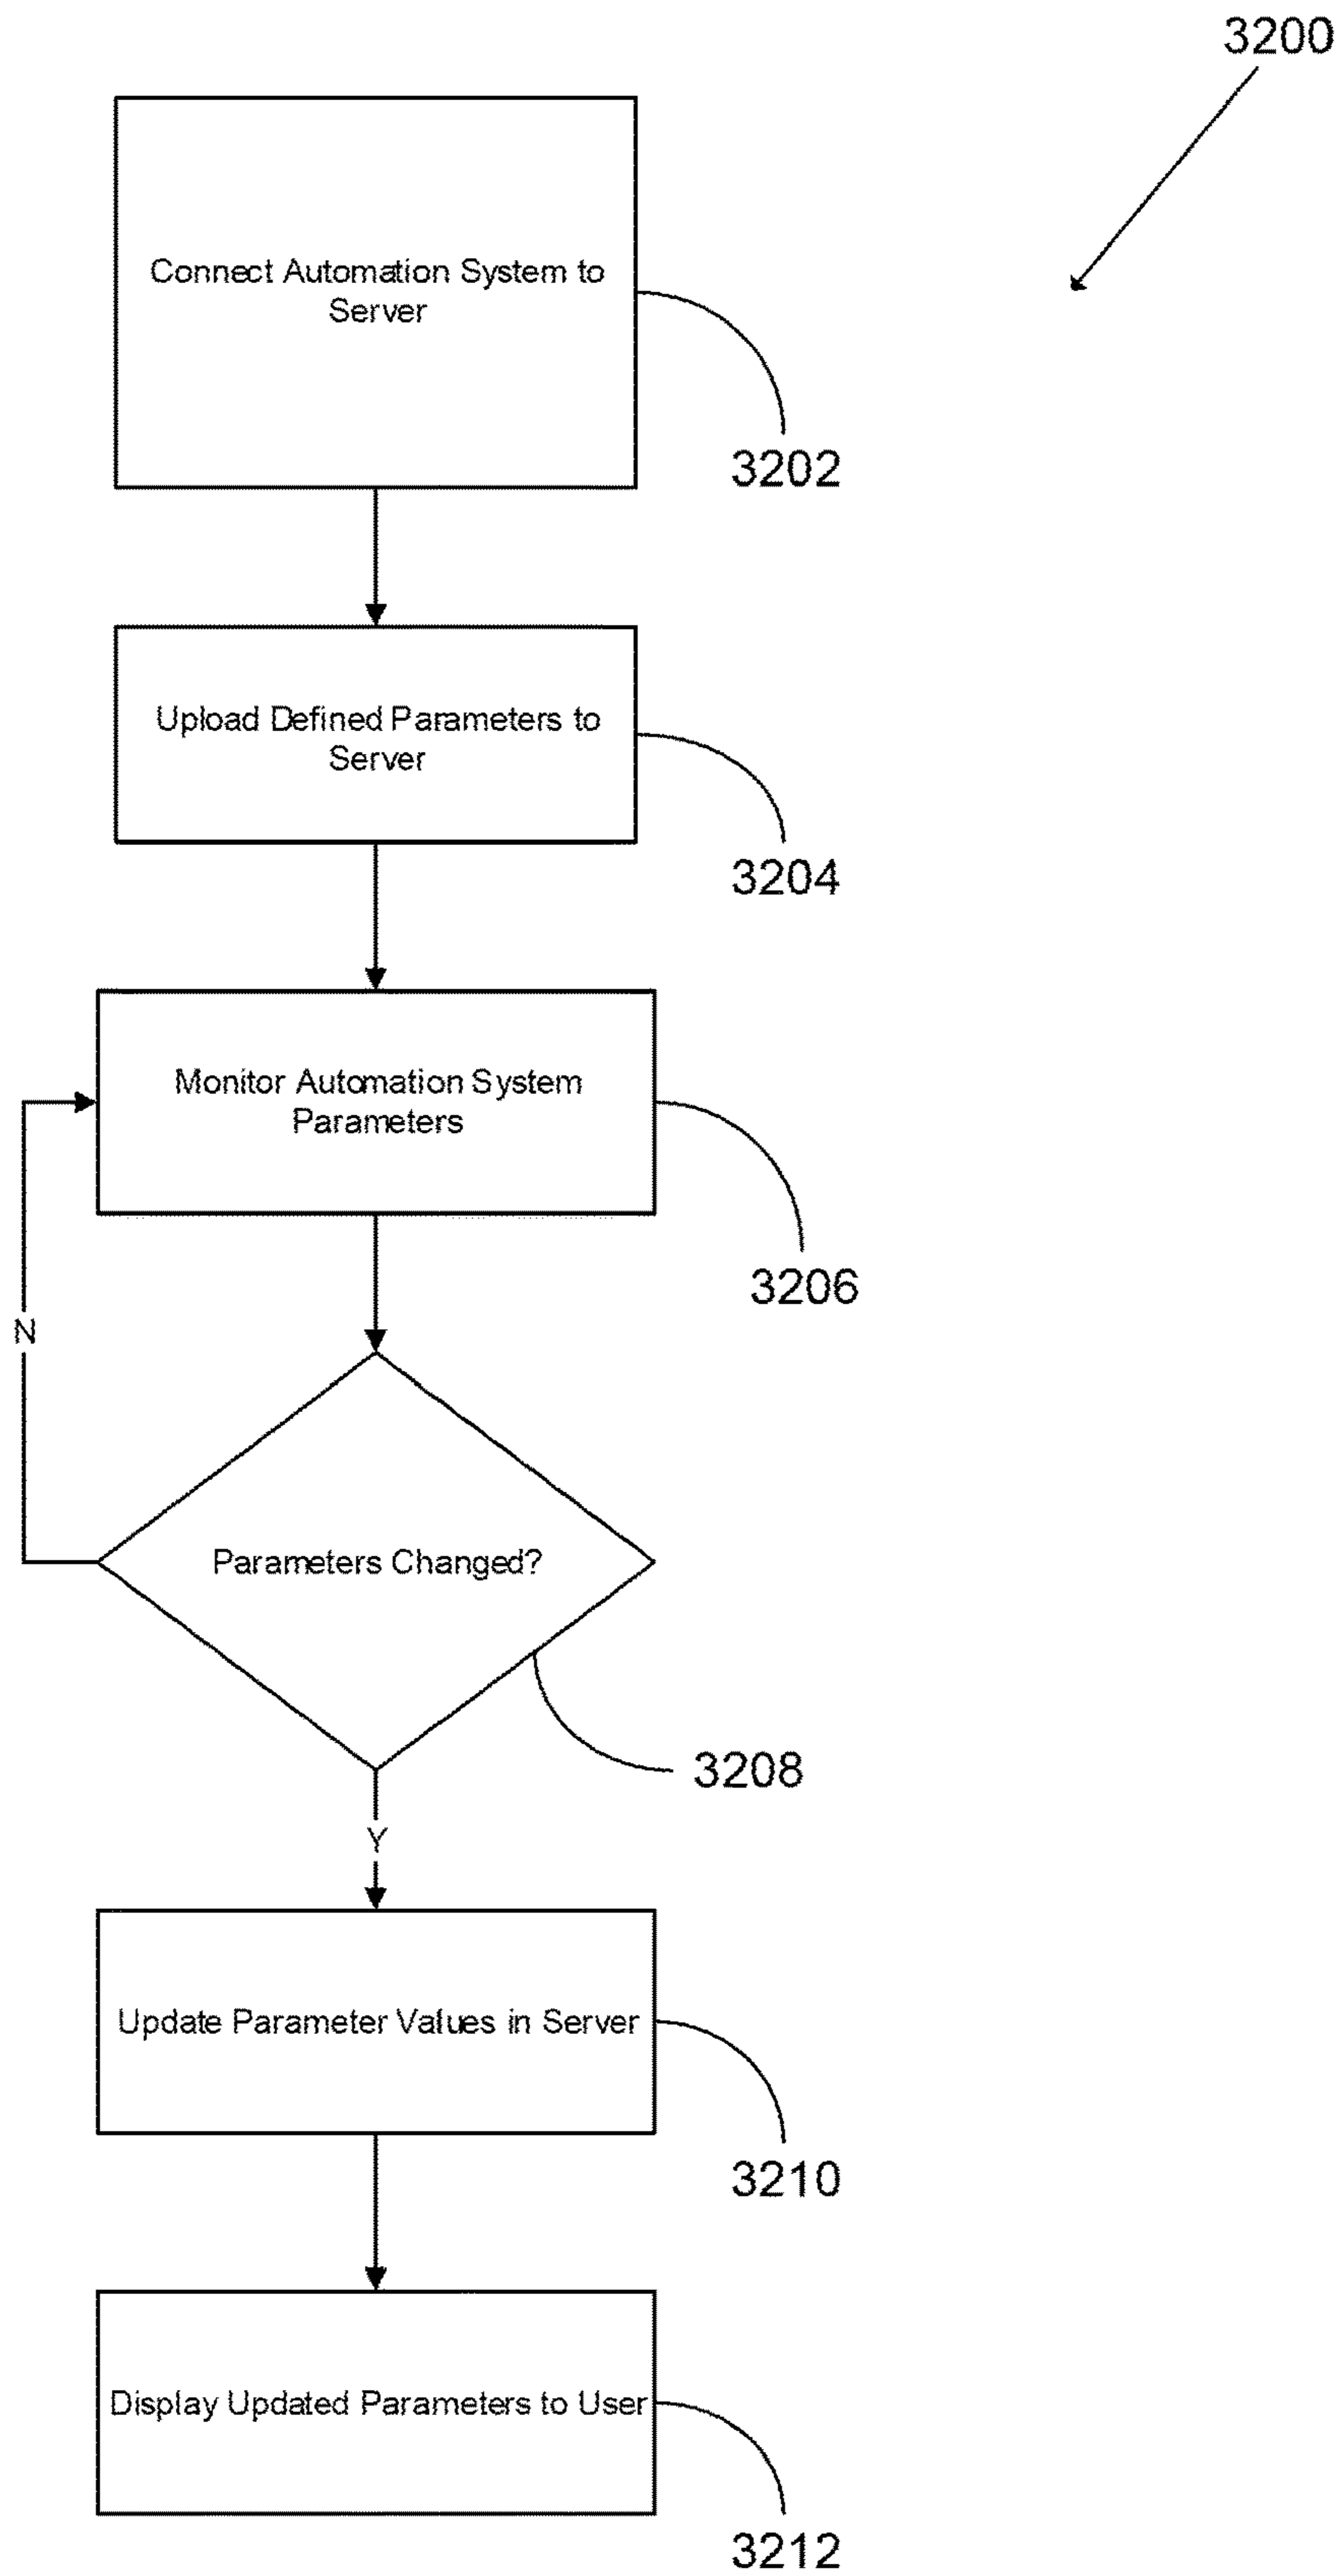 3200
Connect Automation System to
Server
3202
Upload Defined Parameters to
Server
3204
Monitor Automation System
Parameters
3206
N
Parameters Changed?
3208
Y
Update Parameter Values in Server
3210
Display Updated Parameters to User
3212